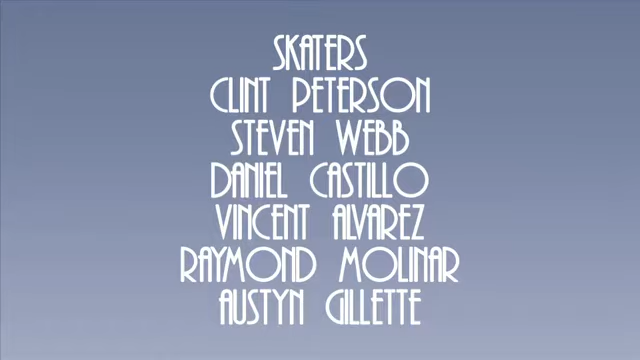 SKATERS
CLINT PETERSON
STEVEN WEBB
DANIEL CASTILLO
VINCENT ALVAREZ
RAYMOND MOLINAR
AUSTYN GILLETTE